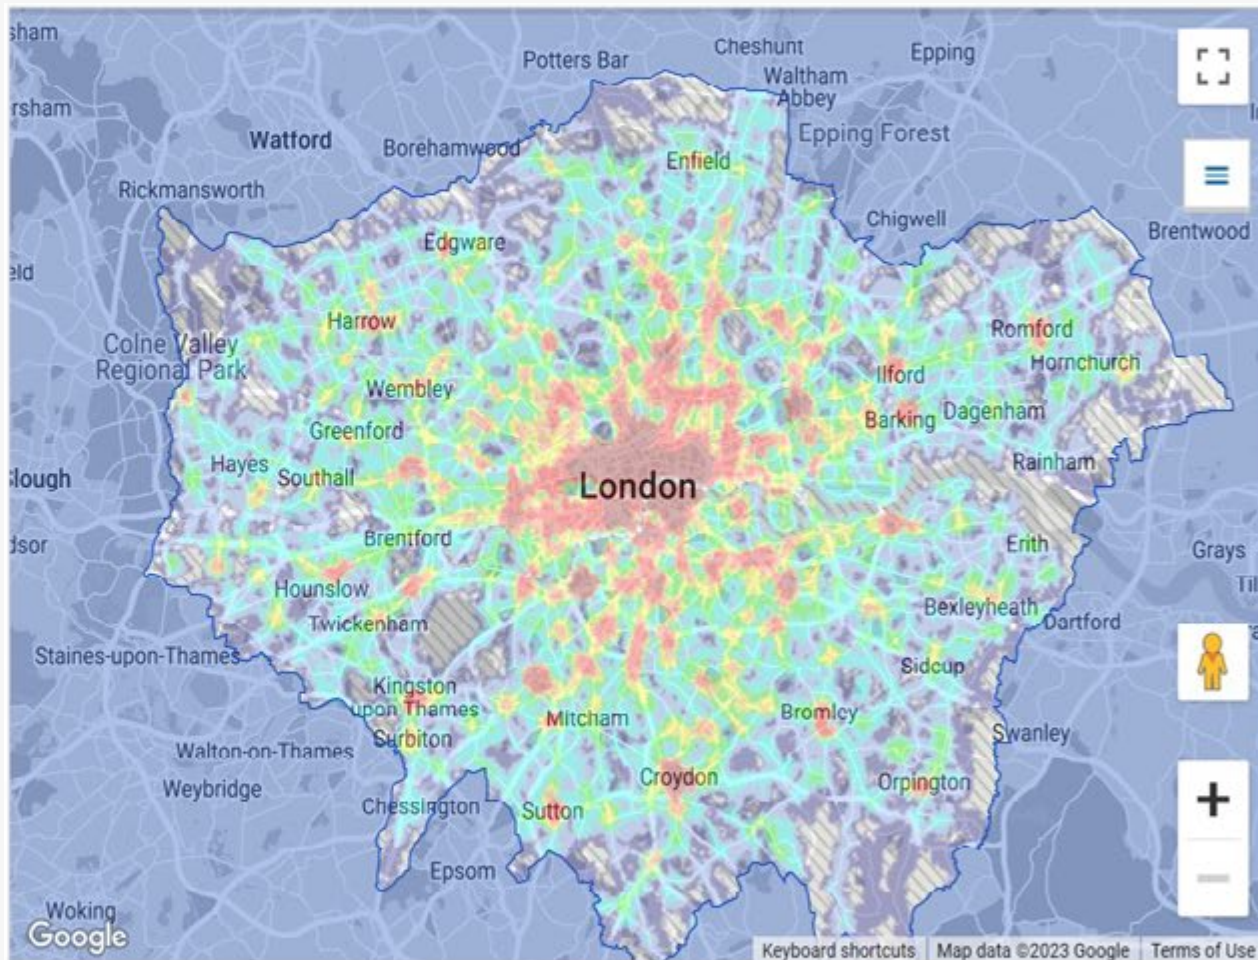 sham
Potters Bar
Cheshunt
Epping
Waltham
Abbey
ersham
Watford
Borehamwood
Epping Forest
Enfield
Rickmansworth
Chigwell
Brentwood
Edgware
eld
Harrow
Romford
Colne Valley
Regional Park
Hornchurch
Ilford
Wembley
Barking
Dagenham
Greenford
Hayes
Southall
Rainham
Slough
London
Brentford
dsor
Erith
Grays
Hounslow
Til
Bexleyheath
Twickenham
Dartford
Staines-upon-Thames
Sidcup
Kingston
upon Thames
Mitcham
Bromley
Surbiton
Swanley
Walton-on-Thames
Weybridge
Croydon
Orpington
Chessington
Sutton
Epsom
Woking
Google
Keyboard shortcuts
Map data ©2023 Google
Terms of Use